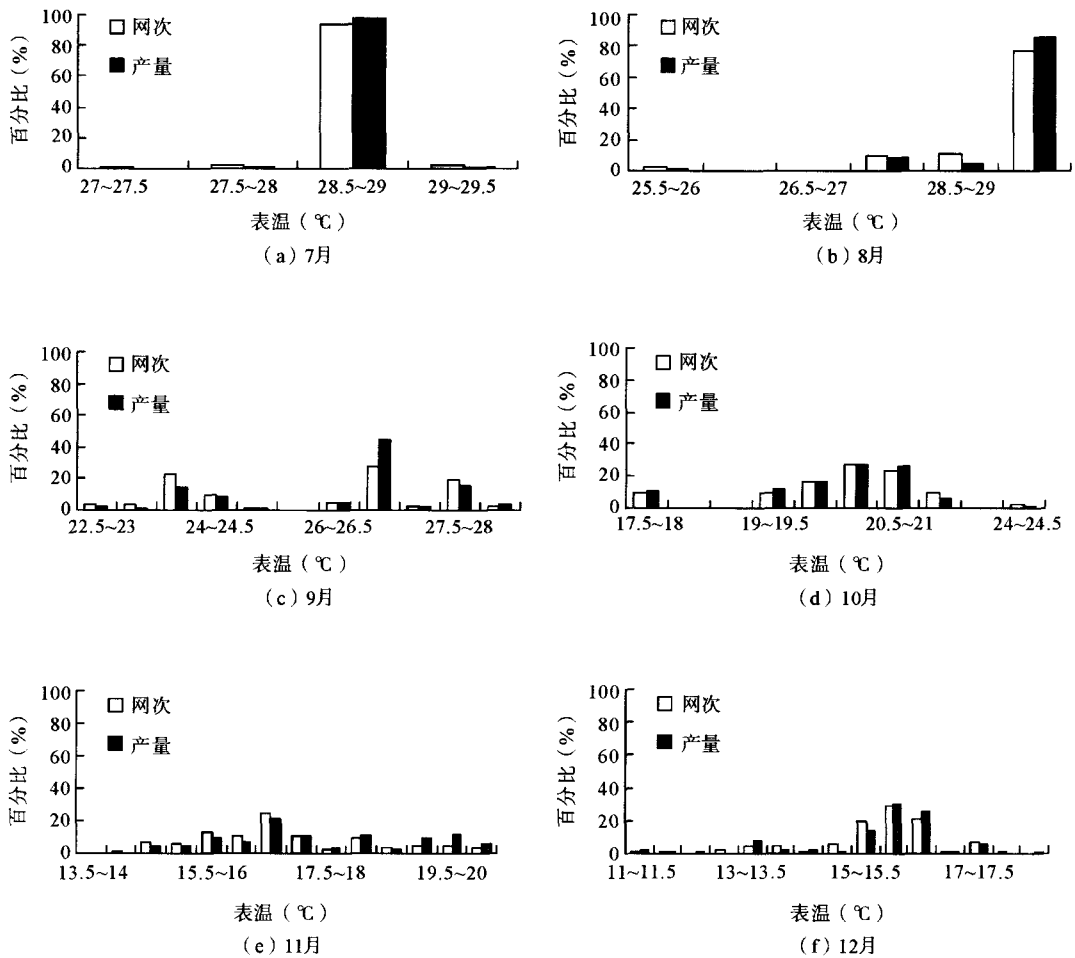 100
80
60
40
20
0
百分比（%）
网次
产量
27~27.5
27.5~28
28.5~29
29~29.5
表温（℃）
（a）7月
100
80
60
40
20
0
百分比（%）
网次
产量
25.5~26
26.5~27
28.5~29
表温（℃）
（b）8月
100
80
60
40
20
0
百分比（%）
网次
产量
22.5~23
24~24.5
26~26.5
27.5~28
表温（℃）
（c）9月
100
80
60
40
20
0
百分比（%）
网次
产量
17.5~18
19~19.5
20.5~21
24~24.5
表温（℃）
（d）10月
100
80
60
40
20
0
百分比（%）
网次
产量
13.5~14
15.5~16
17.5~18
19.5~20
表温（℃）
（e）11月
100
80
60
40
20
0
百分比（%）
网次
产量
11~11.5
13~13.5
15~15.5
17~17.5
表温（℃）
（f）12月